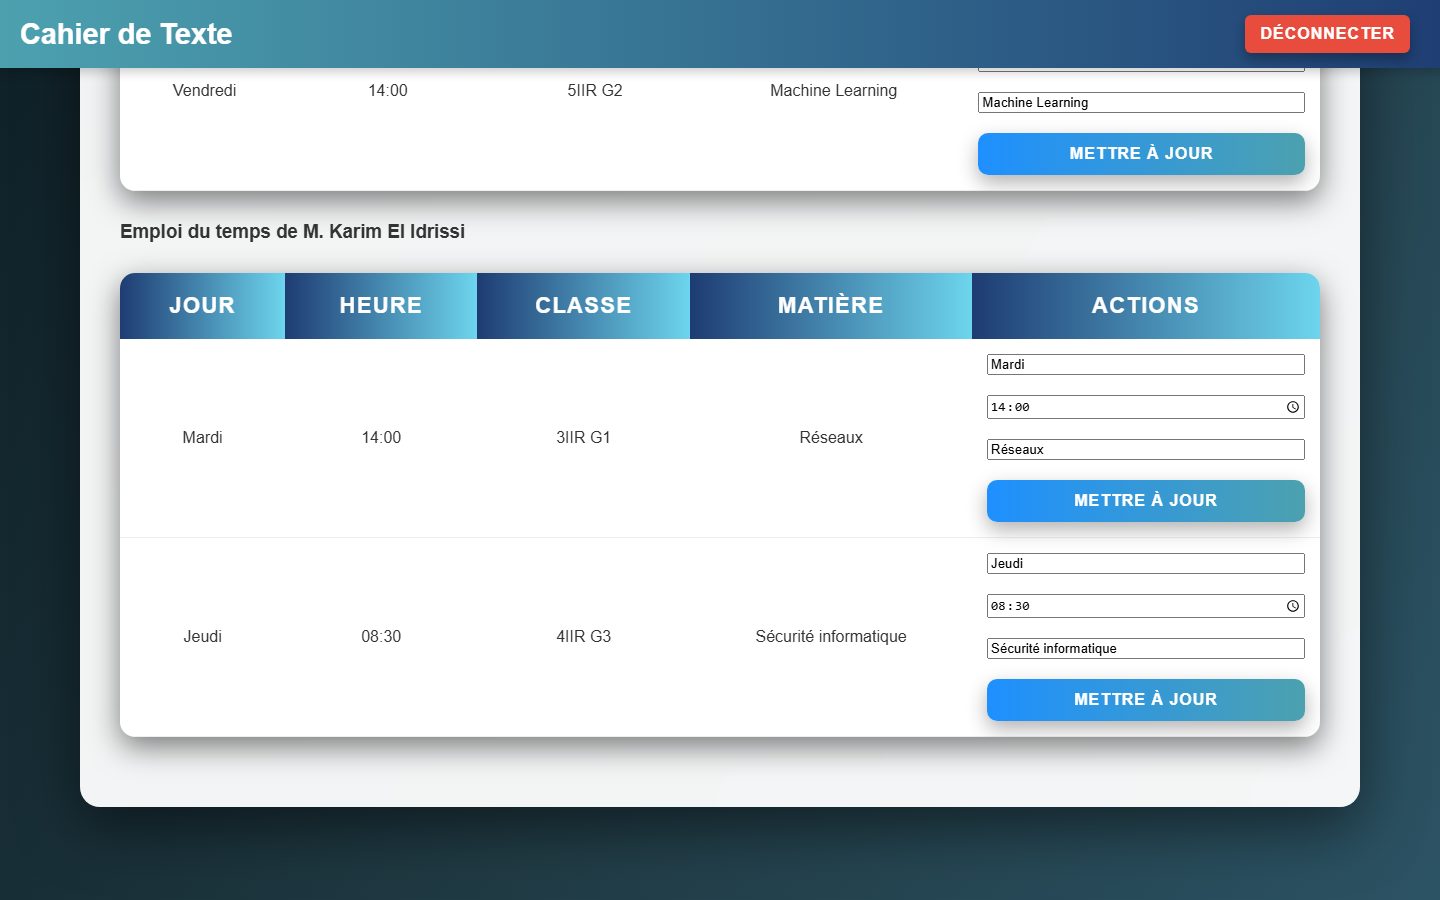 Cahier de Texte
DÉCONNECTER
Vendredi 14:00 5IIR G2 Machine Learning
Machine Learning
METTRE À JOUR
Emploi du temps de M. Karim El Idrissi
JOUR HEURE CLASSE MATIÈRE ACTIONS
Mardi
14:00
Mardi 14:00 3IIR G1 Réseaux
Réseaux
METTRE À JOUR
Jeudi
08:30
Jeudi 08:30 4IIR G3 Sécurité informatique
Sécurité informatique
METTRE À JOUR